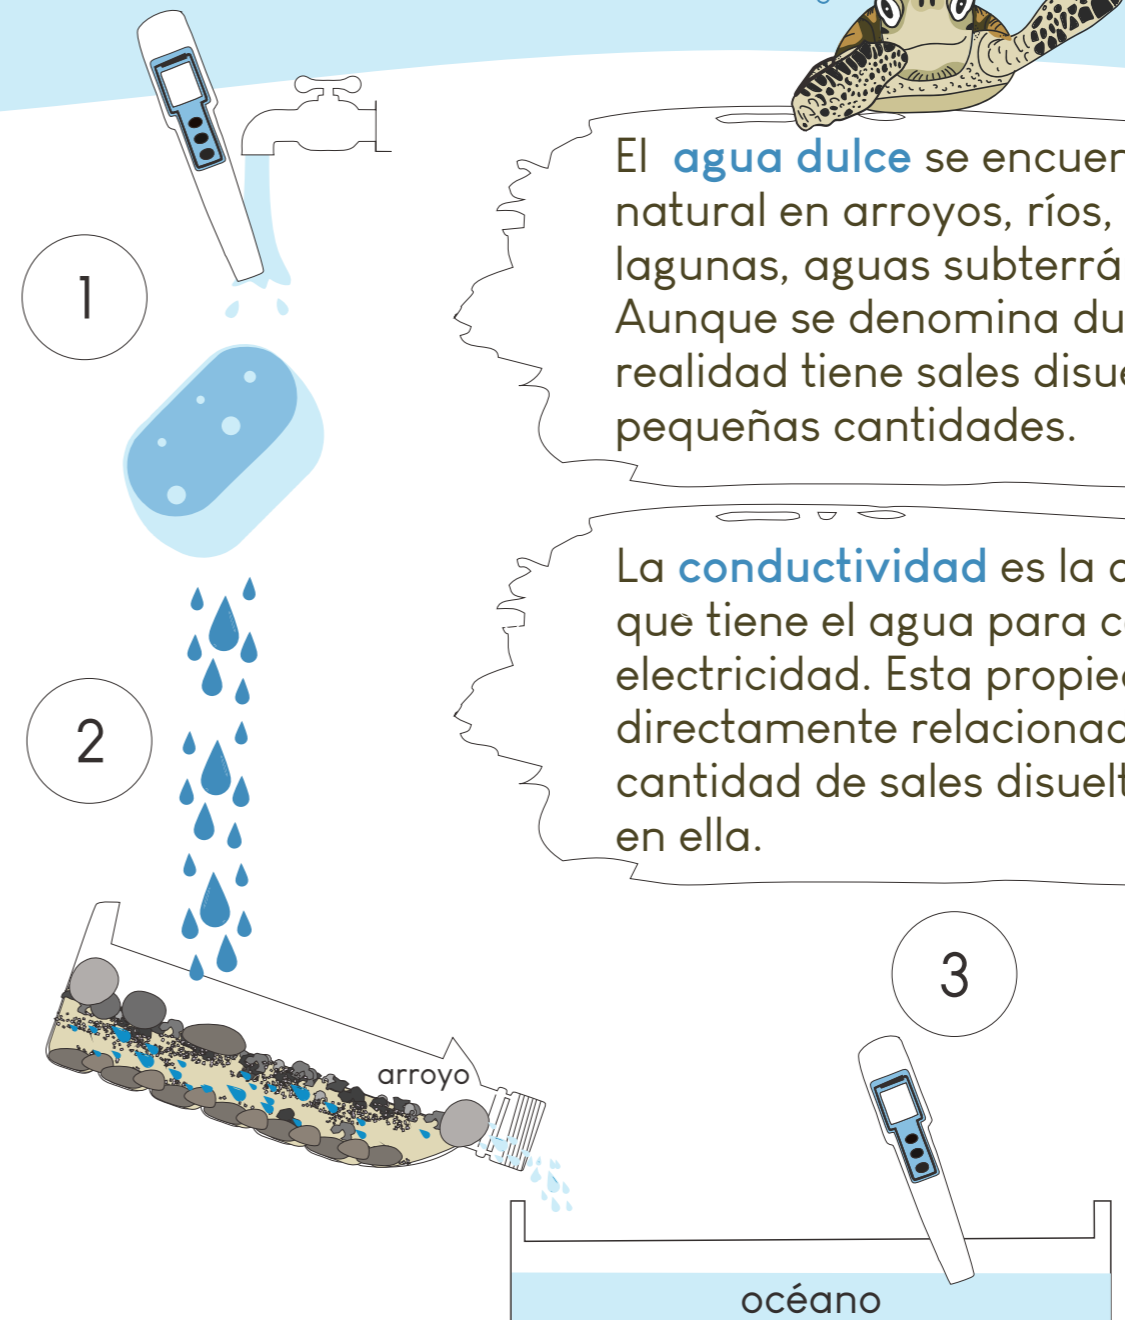 El agua dulce se encuen
natural en arroyos, ríos,
lagunas, aguas subterrá
Aunque se denomina du
realidad tiene sales disue
pequeñas cantidades.
La conductividad es la
que tiene el agua para c
electricidad. Esta propie
directamente relacionad
cantidad de sales disuelt
en ella.
1
2
3
arroyo
océano